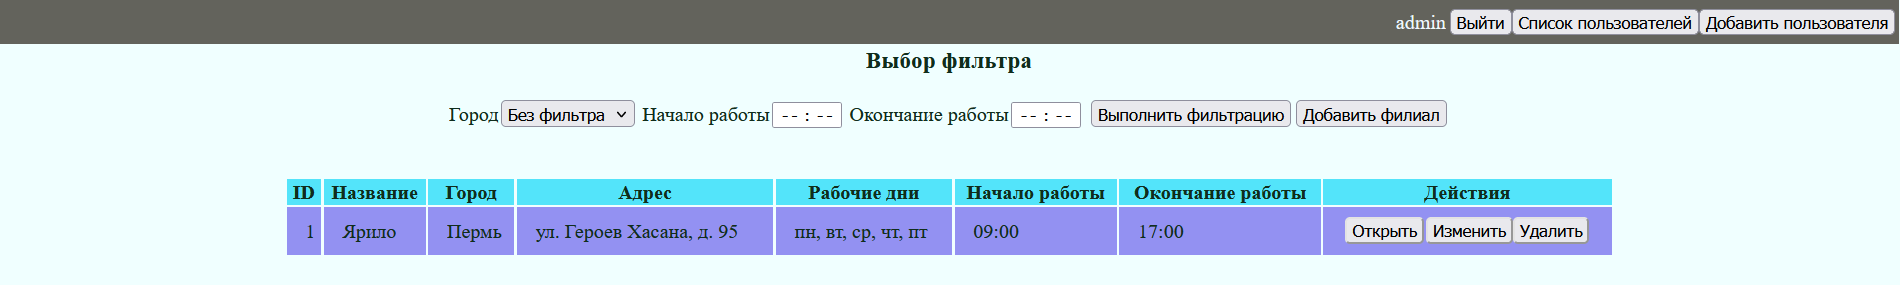 admin Выйти Список пользователей Добавить пользователя
Выбор фильтра
Город Без фильтра Начало работы -- : -- Окончание работы -- : -- Выполнить фильтрацию Добавить филиал
ID Название Город Адрес Рабочие дни Начало работы Окончание работы Действия
1 Ярило Пермь ул. Героев Хасана, д. 95 пн, вт, ср, чт, пт 09:00 17:00 Открыть Изменить Удалить